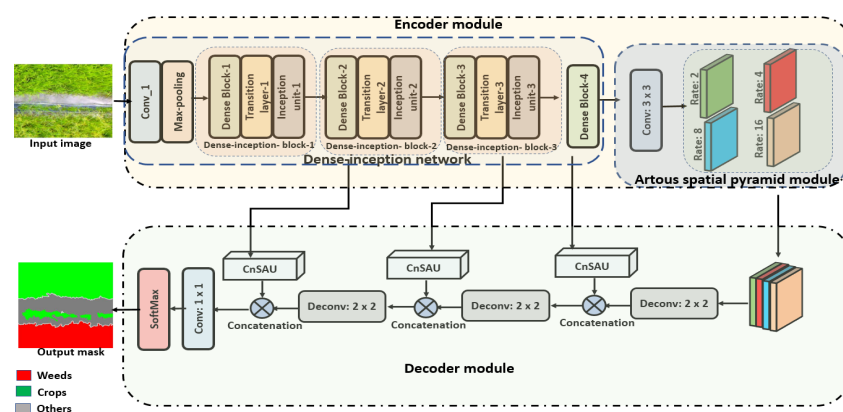 Encoder module
Input image
Conv_1
Max-pooling
Dense Block-1
Transition
layer-1
Inception
unit-1
Dense-inception- block-1
Dense Block-2
Transition
layer-2
Inception
unit-2
Dense-inception- block-2
Dense Block-3
Transition
layer-3
Inception
unit-3
Dense-inception- block-3
Dense Block-4
Dense-inception network
Conv: 3 x 3
Rate: 2
Rate: 4
Rate: 8
Rate: 16
Artous spatial pyramid module
CnSAU
CnSAU
CnSAU
SoftMax
Conv: 1 x 1
Concatenation
Deconv: 2 x 2
Concatenation
Deconv: 2 x 2
Concatenation
Deconv: 2 x 2
Decoder module
Output mask
Weeds
Crops
Others